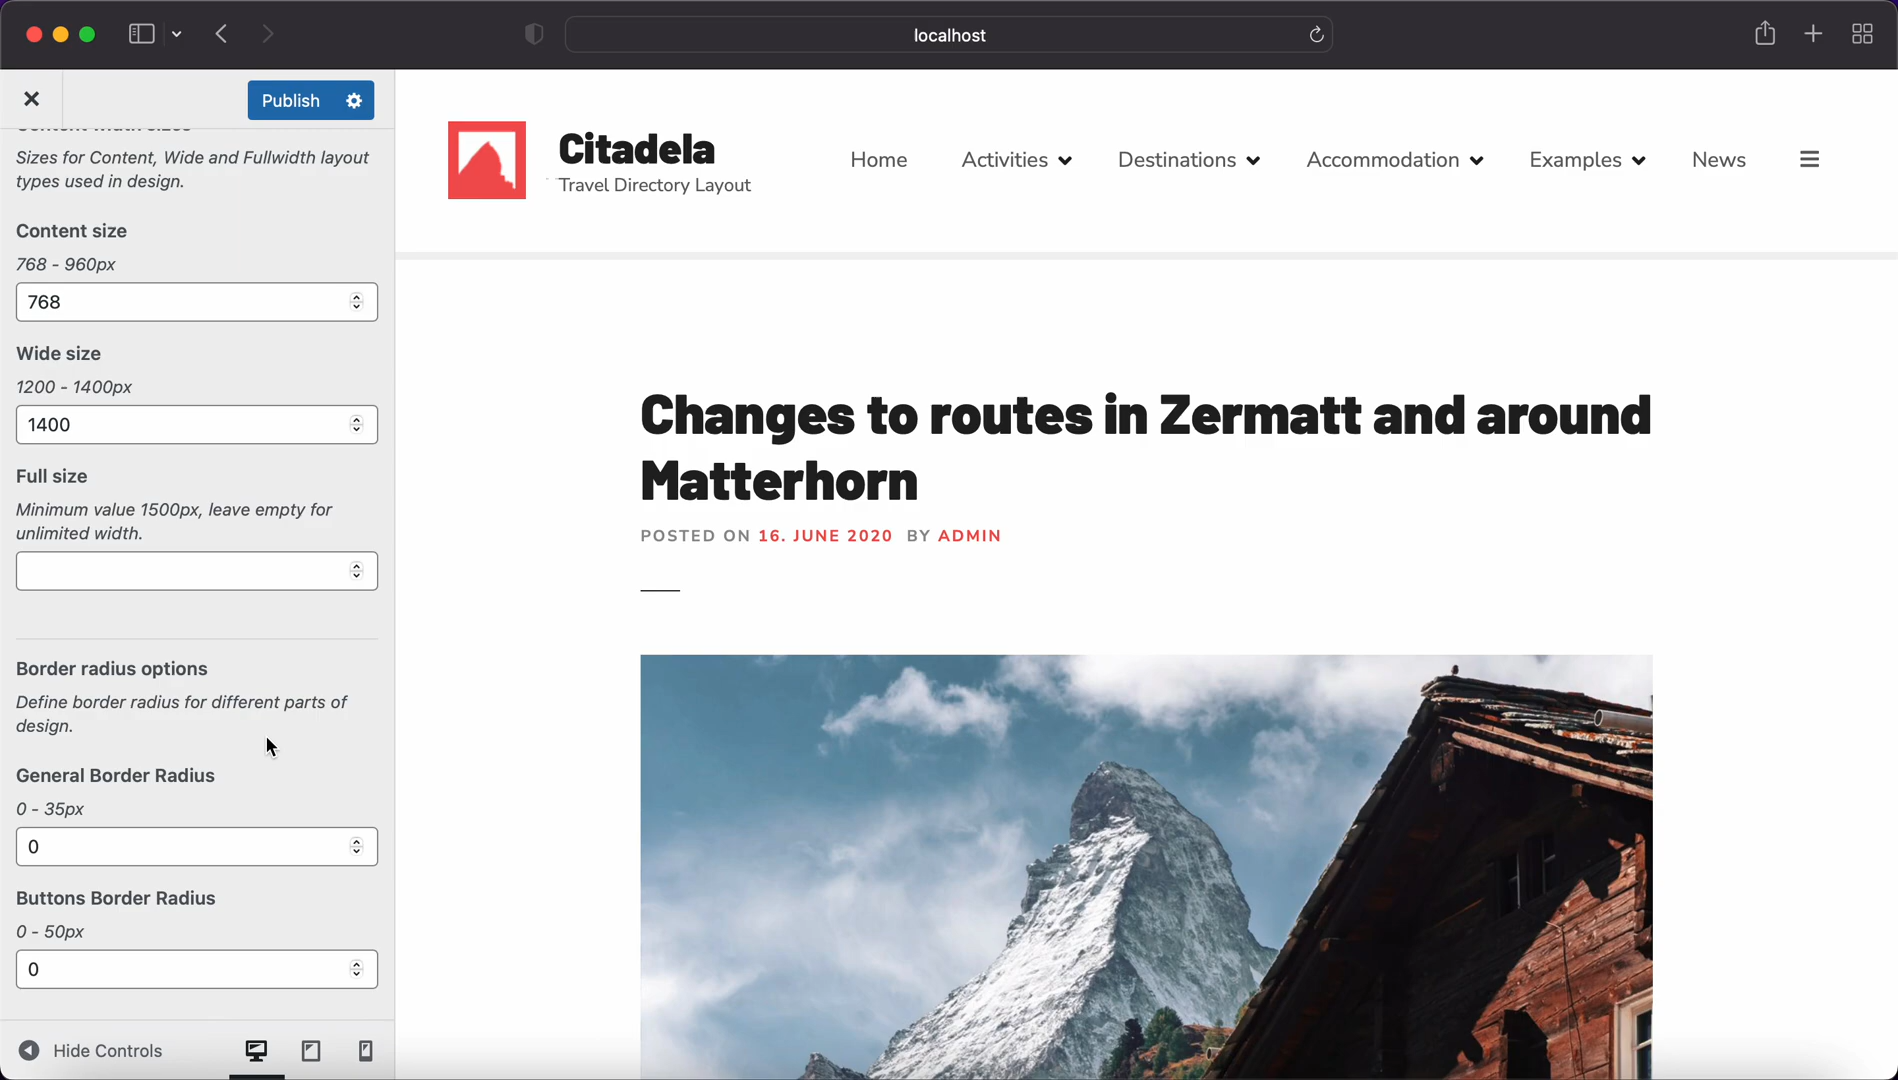 localhost
Publish
Sizes for Content, Wide and Fullwidth layout
types used in design.
Content size
768 - 960px
768
Wide size
1200 - 1400px
1400
Full size
Minimum value 1500px, leave empty for
unlimited width.
Border radius options
Define border radius for different parts of
design.
General Border Radius
0 - 35px
0
Buttons Border Radius
0 - 50px
0
Hide Controls
Citadela
Travel Directory Layout
Home Activities Destinations Accommodation Examples News
Changes to routes in Zermatt and around
Matterhorn
POSTED ON 16. JUNE 2020 BY ADMIN